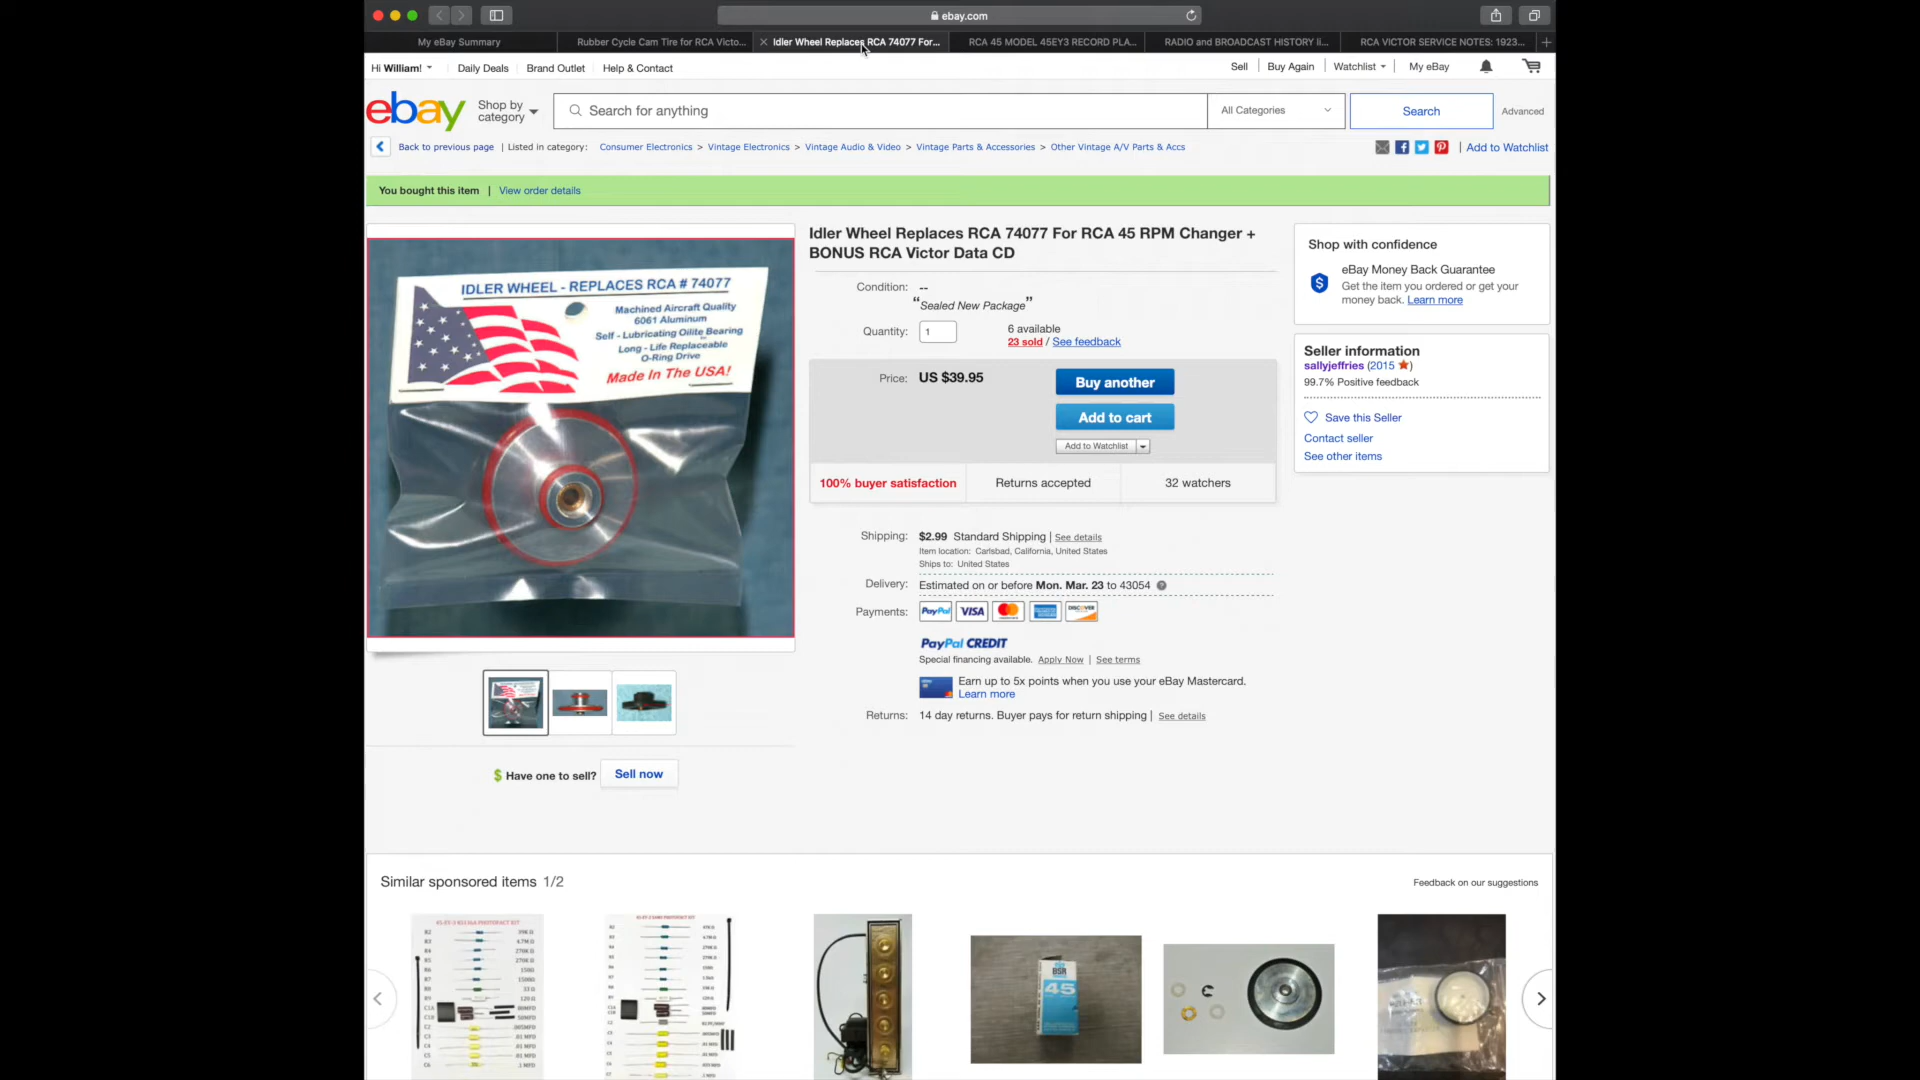 ebay.com
My eBay Summary
Rubber Cycle Cam Tire for RCA Victo...
Idler Wheel Replaces RCA 74077 For...
RCA 45 MODEL 45EY3 RECORD PLA...
RADIO and BROADCAST HISTORY li...
RCA VICTOR SERVICE NOTES: 1923...
Hi William!
Daily Deals
Brand Outlet
Help & Contact
Sell
Buy Again
Watchlist
My eBay
ebay
Shop by
category
Search for anything
All Categories
Search
Advanced
Back to previous page | Listed in category: Consumer Electronics > Vintage Electronics > Vintage Audio & Video > Vintage Parts & Accessories > Other Vintage A/V Parts & Accs
| Add to Watchlist
You bought this item | View order details
IDLER WHEEL - REPLACES RCA # 74077
Machined Aircraft Quality
6061 Aluminum
Self - Lubricating Oilite Bearing
Long - Life Replaceable
O-Ring Drive
Made In The USA!
Idler Wheel Replaces RCA 74077 For RCA 45 RPM Changer +
BONUS RCA Victor Data CD
Condition: --
“Sealed New Package”
Quantity: 1
6 available
23 sold / See feedback
Price: US $39.95
Buy another
Add to cart
Add to Watchlist
100% buyer satisfaction
Returns accepted
32 watchers
Shipping: $2.99 Standard Shipping | See details
Item location: Carlsbad, California, United States
Ships to: United States
Delivery: Estimated on or before Mon. Mar. 23 to 43054
Payments: PayPal VISA DISCOVER
PayPal CREDIT
Special financing available. Apply Now | See terms
Earn up to 5x points when you use your eBay Mastercard.
Learn more
Returns: 14 day returns. Buyer pays for return shipping | See details
Shop with confidence
eBay Money Back Guarantee
Get the item you ordered or get your
money back. Learn more
Seller information
sallyjeffries (2015)
99.7% Positive feedback
Save this Seller
Contact seller
See other items
Have one to sell? Sell now
Similar sponsored items 1/2
Feedback on our suggestions
BSR
45